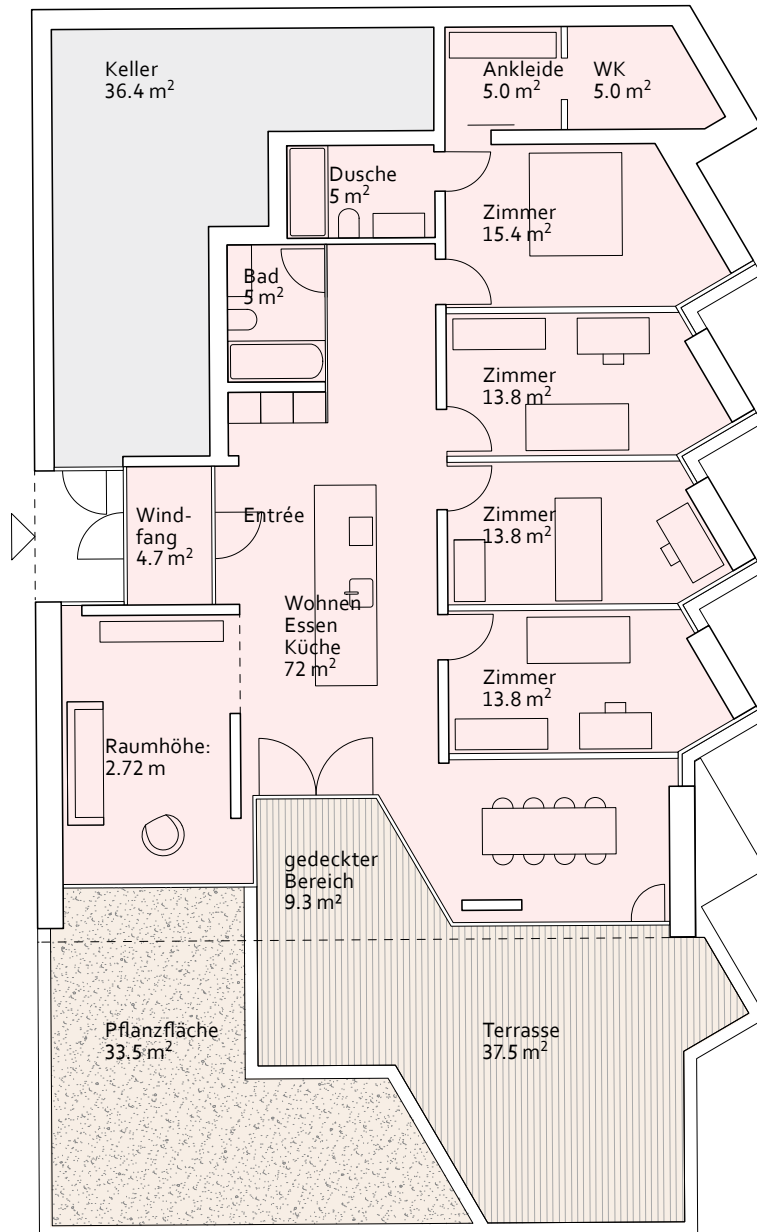 Keller
36.4 m²
Ankleide
5.0 m²
WK
5.0 m²
Dusche
5 m²
Zimmer
15.4 m²
Bad
5 m²
Zimmer
13.8 m²
Wind-
fang
4.7 m²
Entrée
Zimmer
13.8 m²
Wohnen
Essen
Küche
72 m²
Zimmer
13.8 m²
Raumhöhe:
2.72 m
gedeckter
Bereich
9.3 m²
Pflanzfläche
33.5 m²
Terrasse
37.5 m²